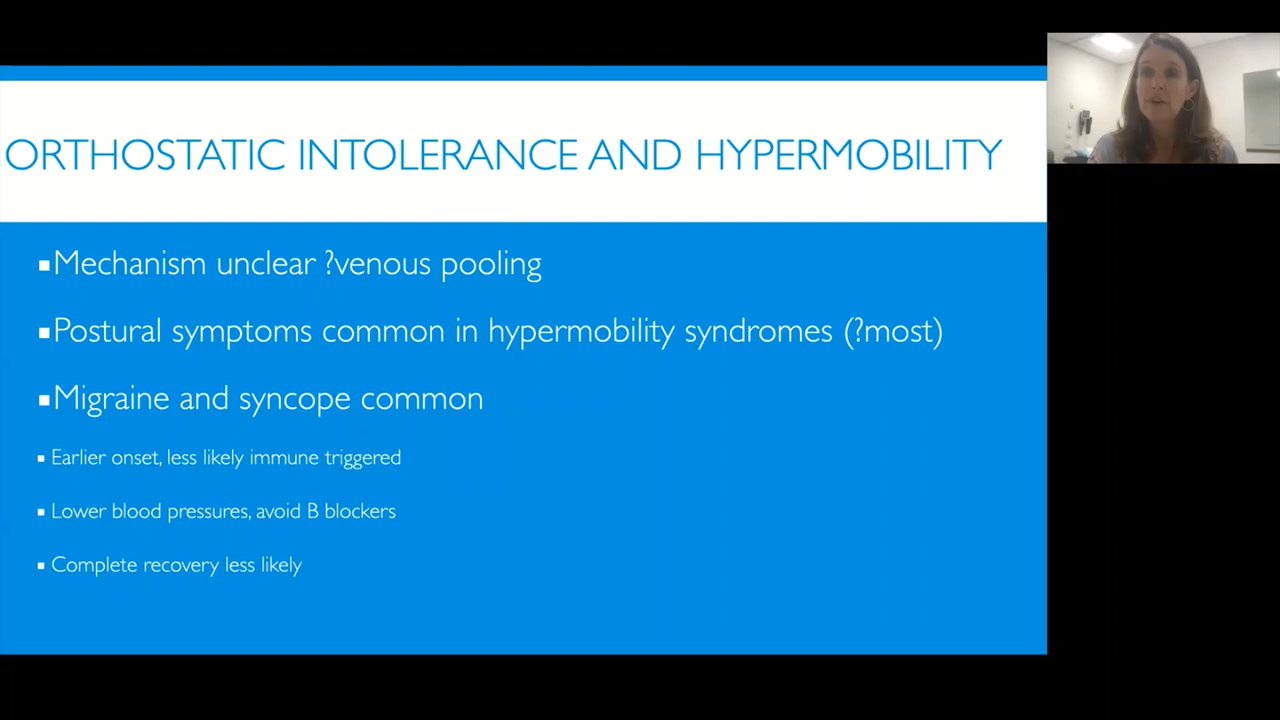 ORTHOSTATIC INTOLERANCE AND HYPERMOBILITY
▪Mechanism unclear ?venous pooling
▪Postural symptoms common in hypermobility syndromes (?most)
▪Migraine and syncope common
▪ Earlier onset, less likely immune triggered
▪ Lower blood pressures, avoid B blockers
▪ Complete recovery less likely